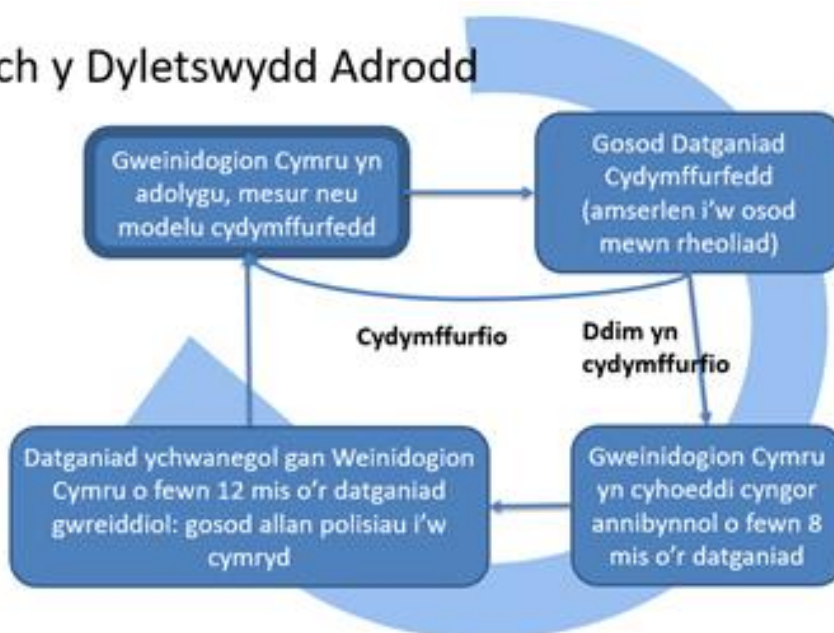 ch y Dyletswydd Adrodd
Gweinidogion Cymru yn
adolygu, mesur neu
modelu cydymffurfedd
Gosod Datganiad
Cydymffurfedd
(amserlen i'w osod
mewn rheoliad)
Cydymffurfio
Ddim yn
cydymffurfio
Gweinidogion Cymru
yn cyhoeddi cyngor
annibynnol o fewn 8
mis o'r datganiad
Datganiad ychwanegol gan Weinidogion
Cymru o fewn 12 mis o'r datganiad
gwreiddiol: gosod allan polisiau i'w
cymryd